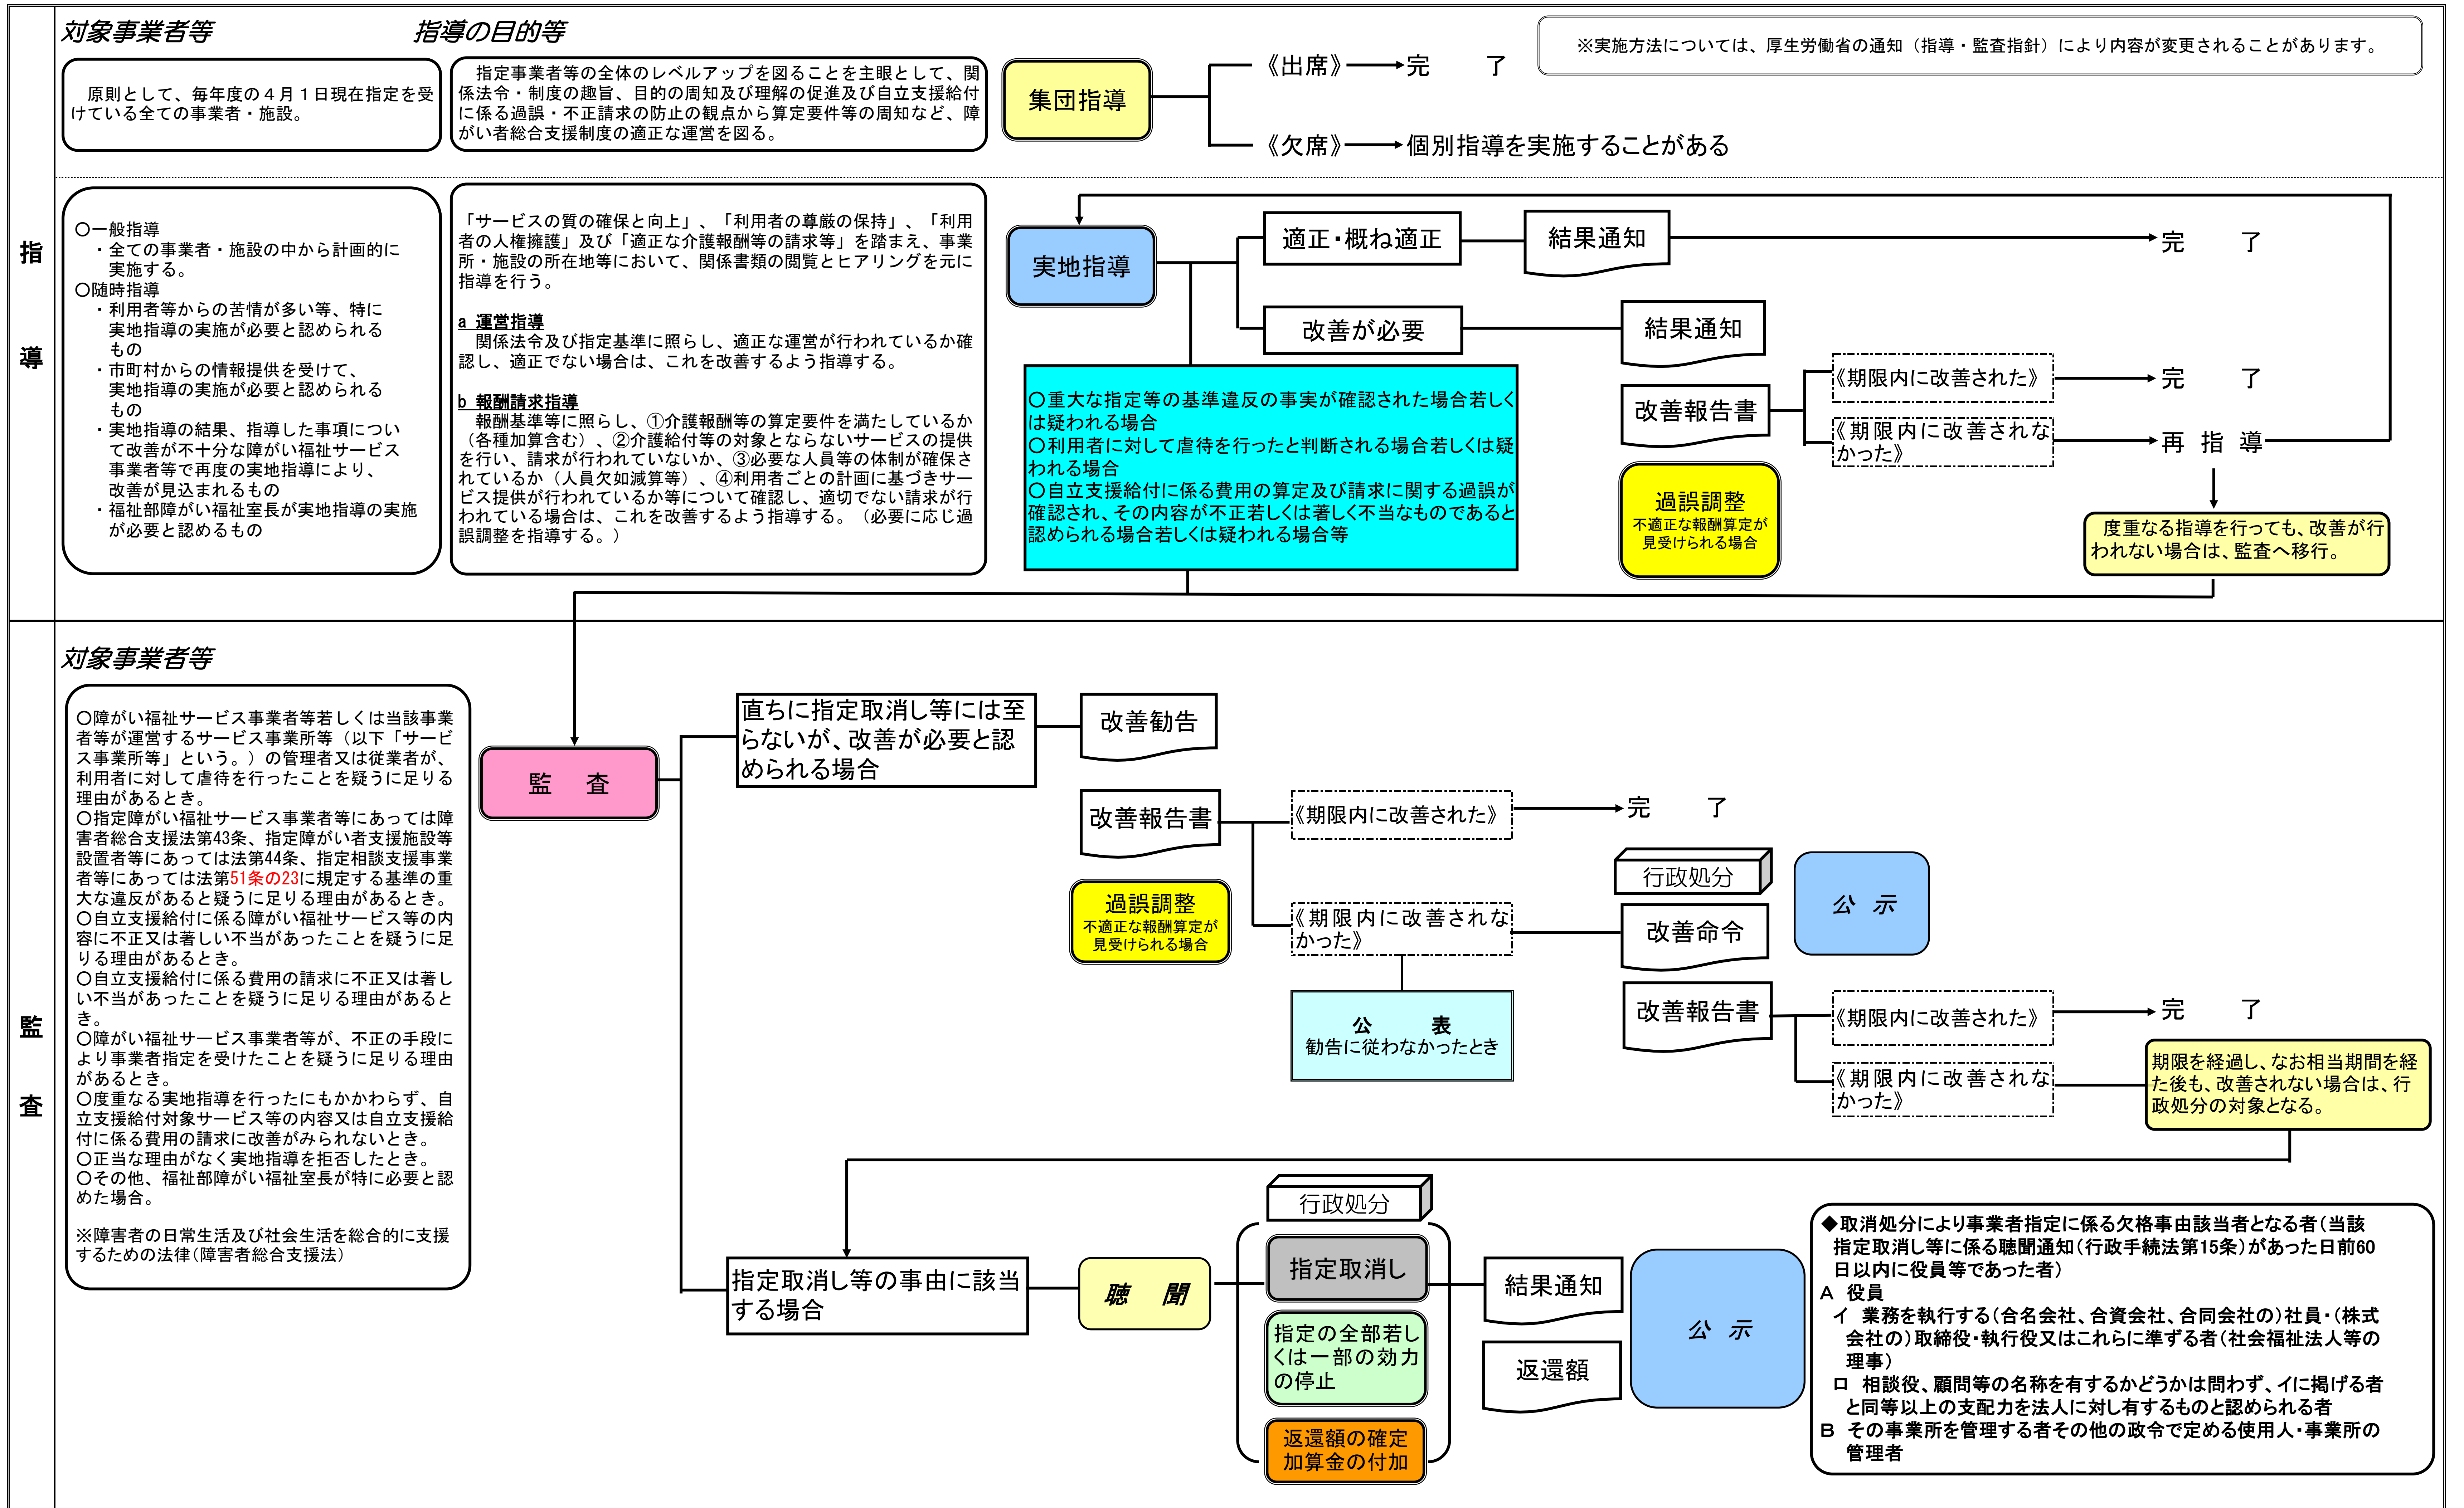 対象事業者等
指導の目的等
※実施方法については、厚生労働省の通知（指導・監査指針）により内容が変更されることがあります。
指
導
原則として、毎年度の４月１日現在指定を受
けている全ての事業者・施設。
指定事業者等の全体のレベルアップを図ることを主眼として、関
係法令・制度の趣旨、目的の周知及び理解の促進及び自立支援給付
に係る過誤・不正請求の防止の観点から算定要件等の周知など、障
がい者総合支援制度の適正な運営を図る。
集団指導
《出席》
完　了
《欠席》
個別指導を実施することがある
〇一般指導
・全ての事業者・施設の中から計画的に
実施する。
〇随時指導
・利用者等からの苦情が多い等、特に
実地指導の実施が必要と認められる
もの
・市町村からの情報提供を受けて、
実地指導の実施が必要と認められる
もの
・実地指導の結果、指導した事項につい
て改善が不十分な障がい福祉サービス
事業者等で再度の実地指導により、
改善が見込まれるもの
・福祉部障がい福祉室長が実地指導の実施
が必要と認めるもの
「サービスの質の確保と向上」、「利用者の尊厳の保持」、「利用
者の人権擁護」及び「適正な介護報酬等の請求等」を踏まえ、事業
所・施設の所在地等において、関係書類の閲覧とヒアリングを元に
指導を行う。
a 運営指導
関係法令及び指定基準に照らし、適正な運営が行われているか確
認し、適正でない場合は、これを改善するよう指導する。
b 報酬請求指導
報酬基準等に照らし、①介護報酬等の算定要件を満たしているか
（各種加算含む）、②介護給付等の対象とならないサービスの提供
を行い、請求が行われていないか、③必要な人員等の体制が確保さ
れているか（人員欠如減算等）、④利用者ごとの計画に基づきサー
ビス提供が行われているか等について確認し、適切でない請求が行
われている場合は、これを改善するよう指導する。（必要に応じ過
誤調整を指導する。）
実地指導
適正・概ね適正
結果通知
完　了
改善が必要
結果通知
〇重大な指定等の基準違反の事実が確認された場合若しく
は疑われる場合
〇利用者に対して虐待を行ったと判断される場合若しくは疑
われる場合
〇自立支援給付に係る費用の算定及び請求に関する過誤が
確認され、その内容が不正若しくは著しく不当なものであると
認められる場合若しくは疑われる場合等
改善報告書
《期限内に改善された》
完　了
《期限内に改善されな
かった》
再 指 導
過誤調整
不適正な報酬算定が
見受けられる場合
度重なる指導を行っても、改善が行
われない場合は、監査へ移行。
監
査
対象事業者等
〇障がい福祉サービス事業者等若しくは当該事業
者等が運営するサービス事業所等（以下「サービ
ス事業所等」という。）の管理者又は従業者が、
利用者に対して虐待を行ったことを疑うに足りる
理由があるとき。
〇指定障がい福祉サービス事業者等にあっては障
害者総合支援法第43条、指定障がい者支援施設等
設置者等にあっては法第44条、指定相談支援事業
者等にあっては法第51条の23に規定する基準の重
大な違反があると疑うに足りる理由があるとき。
〇自立支援給付に係る障がい福祉サービス等の内
容に不正又は著しい不当があったことを疑うに足
りる理由があるとき。
〇自立支援給付に係る費用の請求に不正又は著し
い不当があったことを疑うに足りる理由があると
き。
〇障がい福祉サービス事業者等が、不正の手段に
より事業者指定を受けたことを疑うに足りる理由
があるとき。
〇度重なる実地指導を行ったにもかかわらず、自
立支援給付対象サービス等の内容又は自立支援給
付に係る費用の請求に改善がみられないとき。
〇正当な理由がなく実地指導を拒否したとき。
〇その他、福祉部障がい福祉室長が特に必要と認
めた場合。
※障害者の日常生活及び社会生活を総合的に支援
するための法律（障害者総合支援法）
監　査
直ちに指定取消し等には至
らないが、改善が必要と認
められる場合
改善勧告
改善報告書
《期限内に改善された》
完　了
過誤調整
不適正な報酬算定が
見受けられる場合
《期限内に改善されな
かった》
行政処分
改善命令
公 示
公　表
勧告に従わなかったとき
改善報告書
《期限内に改善された》
完　了
《期限内に改善されな
かった》
期限を経過し、なお相当期間を経
た後も、改善されない場合は、行
政処分の対象となる。
指定取消し等の事由に該当
する場合
聴　聞
行政処分
指定取消し
指定の全部若し
くは一部の効力
の停止
返還額の確定
加算金の付加
結果通知
返還額
公 示
◆取消処分により事業者指定に係る欠格事由該当者となる者（当該
指定取消し等に係る聴聞通知（行政手続法第15条）があった日前60
日以内に役員等であった者）
Ａ 役員
イ 業務を執行する（合名会社、合資会社、合同会社の）社員・（株式
会社の）取締役・執行役又はこれらに準ずる者（社会福祉法人等の
理事）
ロ 相談役、顧問等の名称を有するかどうかは問わず、イに掲げる者
と同等以上の支配力を法人に対し有するものと認められる者
Ｂ その事業所を管理する者その他の政令で定める使用人・事業所の
管理者